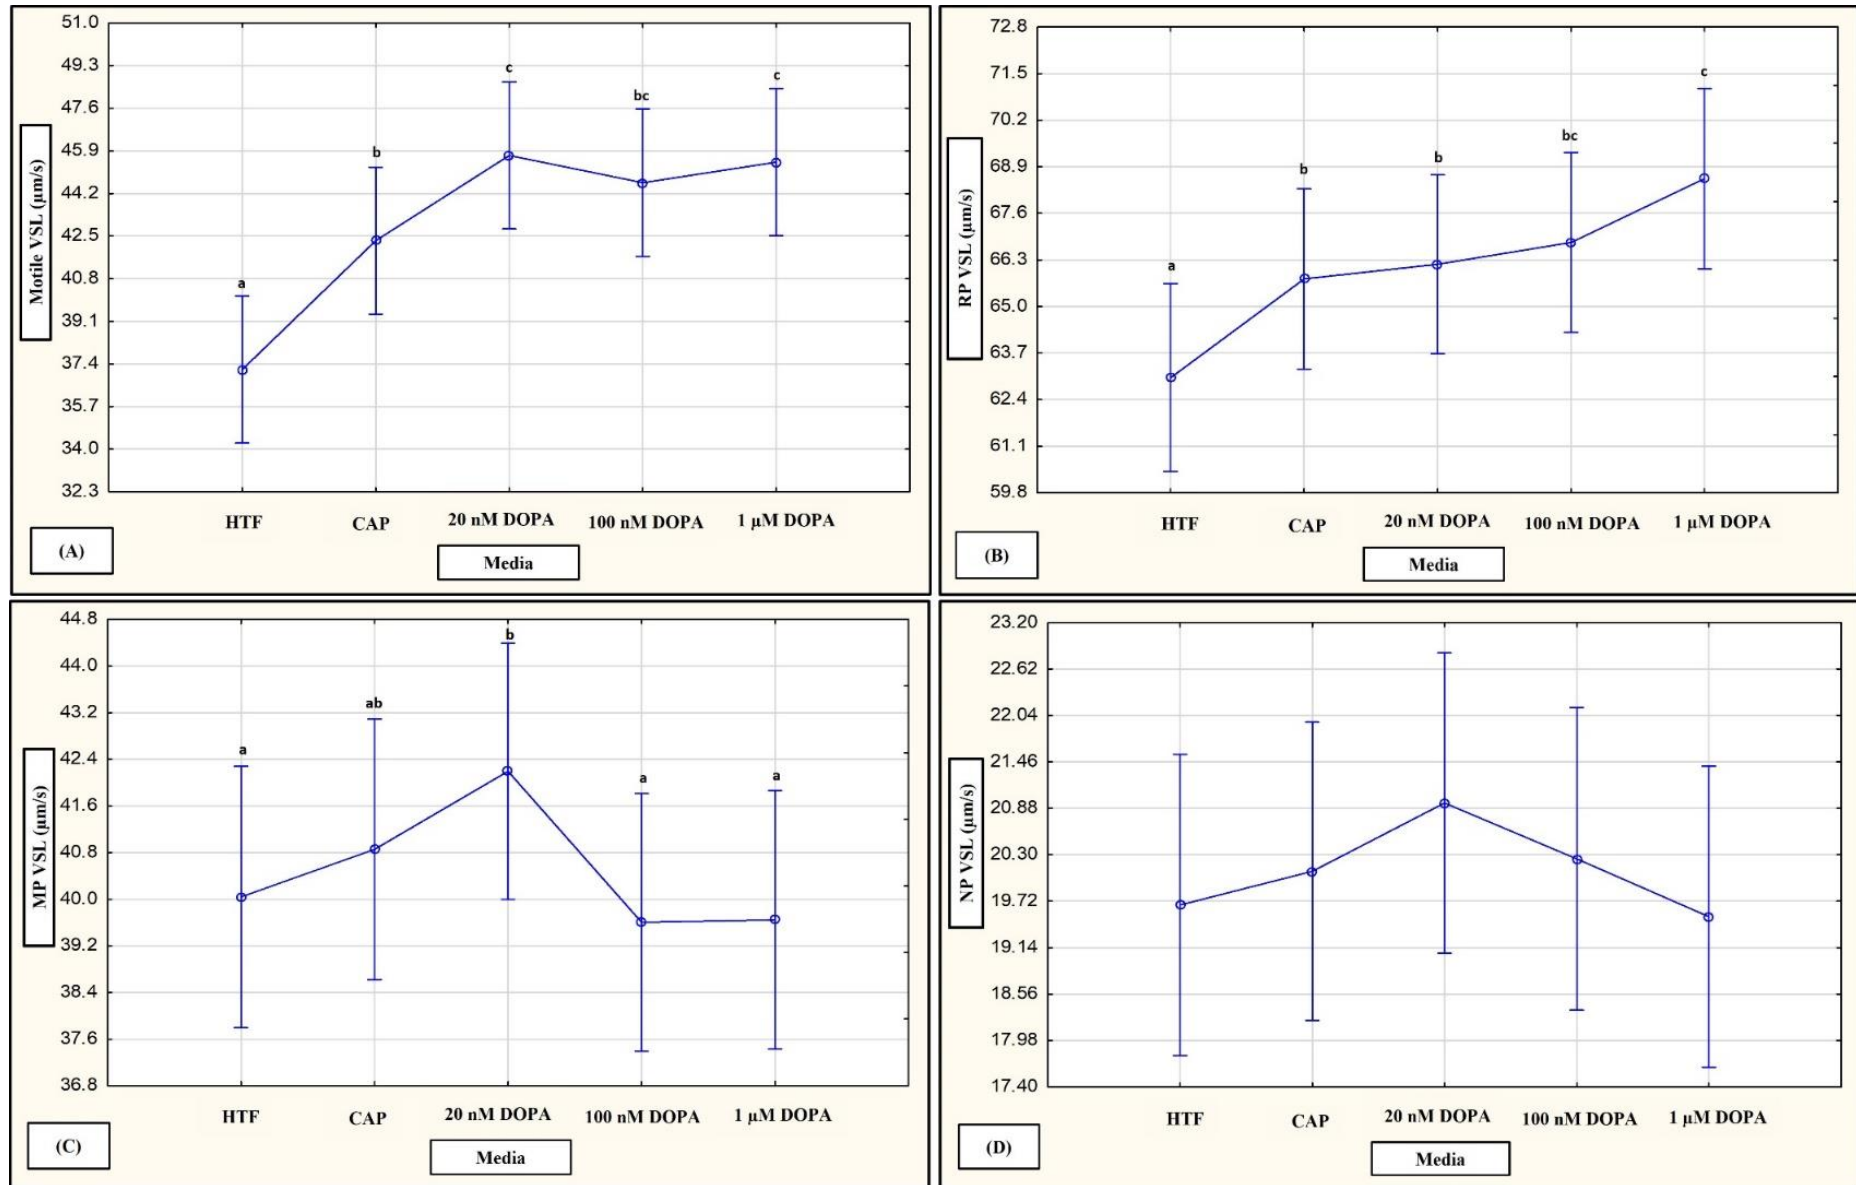 51.0
49.3
47.6
45.9
44.2
42.5
40.8
39.1
37.4
35.7
34.0
32.3
Motile VSL (µm/s)
a
b
c
bc
c
HTF
CAP
20 nM DOPA
100 nM DOPA
1 µM DOPA
(A)
Media
72.8
71.5
70.2
68.9
67.6
66.3
65.0
63.7
62.4
61.1
59.8
RP VSL (µm/s)
a
b
b
bc
c
HTF
CAP
20 nM DOPA
100 nM DOPA
1 µM DOPA
(B)
Media
44.8
44.0
43.2
42.4
41.6
40.8
40.0
39.2
38.4
37.6
36.8
MP VSL (µm/s)
a
ab
b
a
a
HTF
CAP
20 nM DOPA
100 nM DOPA
1 µM DOPA
(C)
Media
23.20
22.62
22.04
21.46
20.88
20.30
19.72
19.14
18.56
17.98
17.40
NP VSL (µm/s)
HTF
CAP
20 nM DOPA
100 nM DOPA
1 µM DOPA
(D)
Media